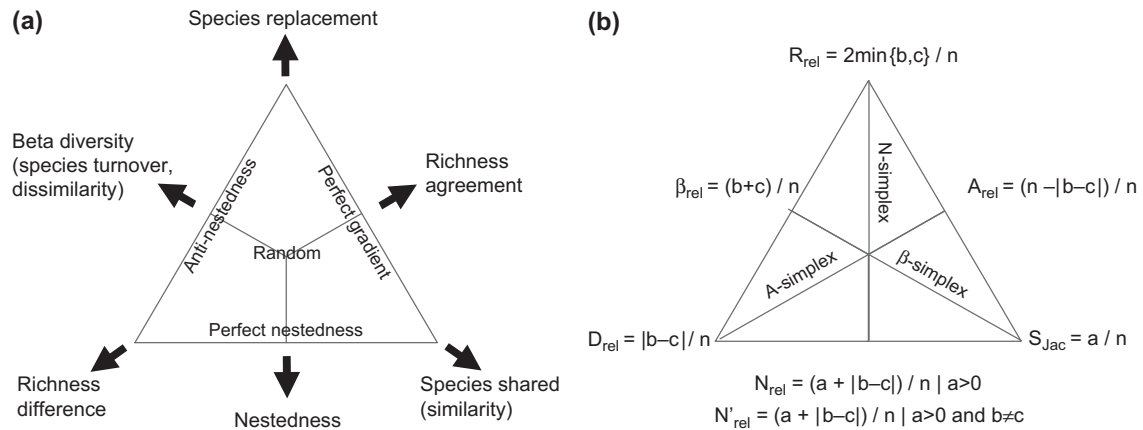 (a)
Species replacement
Beta diversity
(species turnover,
dissimilarity)
Richness
agreement
Anti-nestedness
Perfect gradient
Random
Perfect nestedness
Richness
difference
Nestedness
Species shared
(similarity)
(b)
R_rel = 2min{b,c} / n
β_rel = (b+c) / n
A_rel = (n –|b–c|) / n
N-simplex
A-simplex
β-simplex
D_rel = |b–c| / n
S_Jac = a / n
N_rel = (a + |b–c|) / n | a>0
N'_rel = (a + |b–c|) / n | a>0 and b≠c